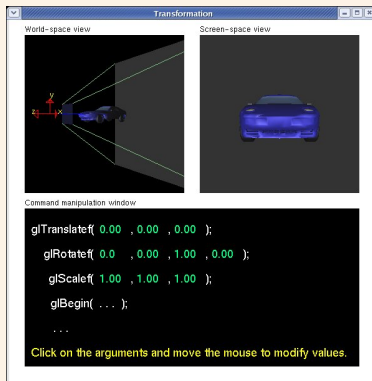 Transformation
World-space view
Screen-space view
y
z
x
Command manipulation window
glTranslatef( 0.00 , 0.00 , 0.00 );
glRotatef( 0.0 , 0.00 , 1.00 , 0.00 );
glScalef( 1.00 , 1.00 , 1.00 );
glBegin( . . . );
. . .
Click on the arguments and move the mouse to modify values.